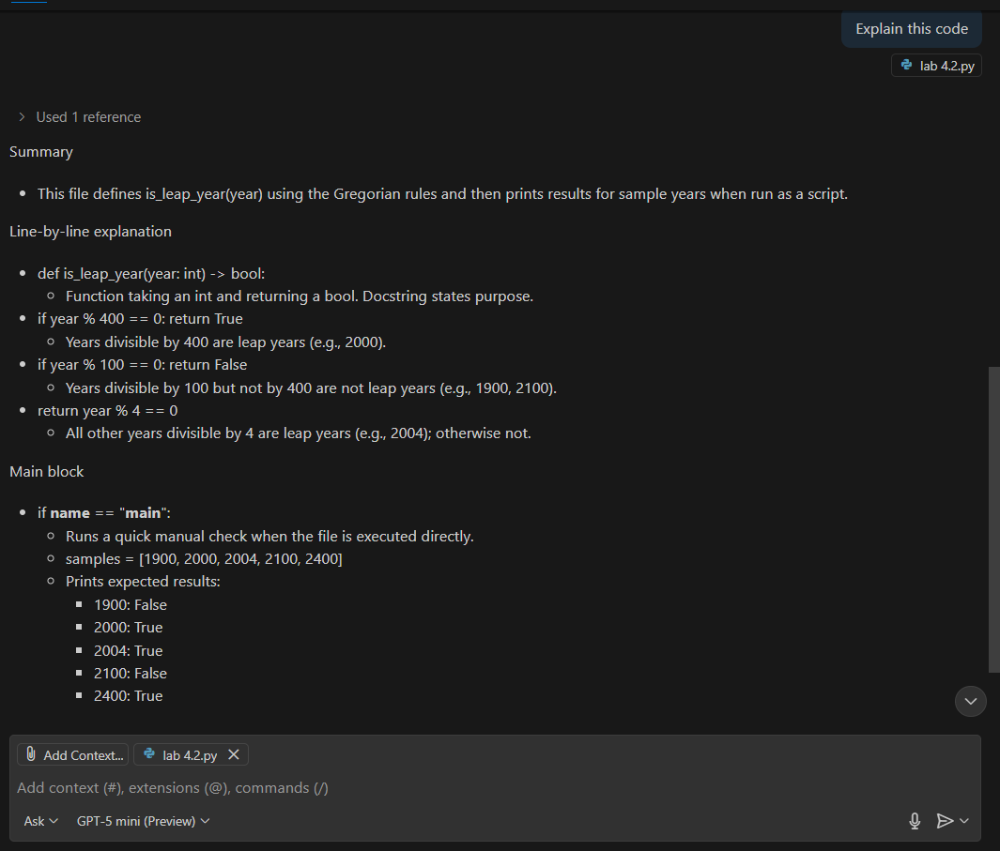 Explain this code
lab 4.2.py
Used 1 reference
Summary
This file defines is_leap_year(year) using the Gregorian rules and then prints results for sample years when run as a script.
Line-by-line explanation
def is_leap_year(year: int) -> bool:
Function taking an int and returning a bool. Docstring states purpose.
if year % 400 == 0: return True
Years divisible by 400 are leap years (e.g., 2000).
if year % 100 == 0: return False
Years divisible by 100 but not by 400 are not leap years (e.g., 1900, 2100).
return year % 4 == 0
All other years divisible by 4 are leap years (e.g., 2004); otherwise not.
Main block
if name == "main":
Runs a quick manual check when the file is executed directly.
samples = [1900, 2000, 2004, 2100, 2400]
Prints expected results:
1900: False
2000: True
2004: True
2100: False
2400: True
Add Context... lab 4.2.py
Add context (#), extensions (@), commands (/)
Ask GPT-5 mini (Preview)